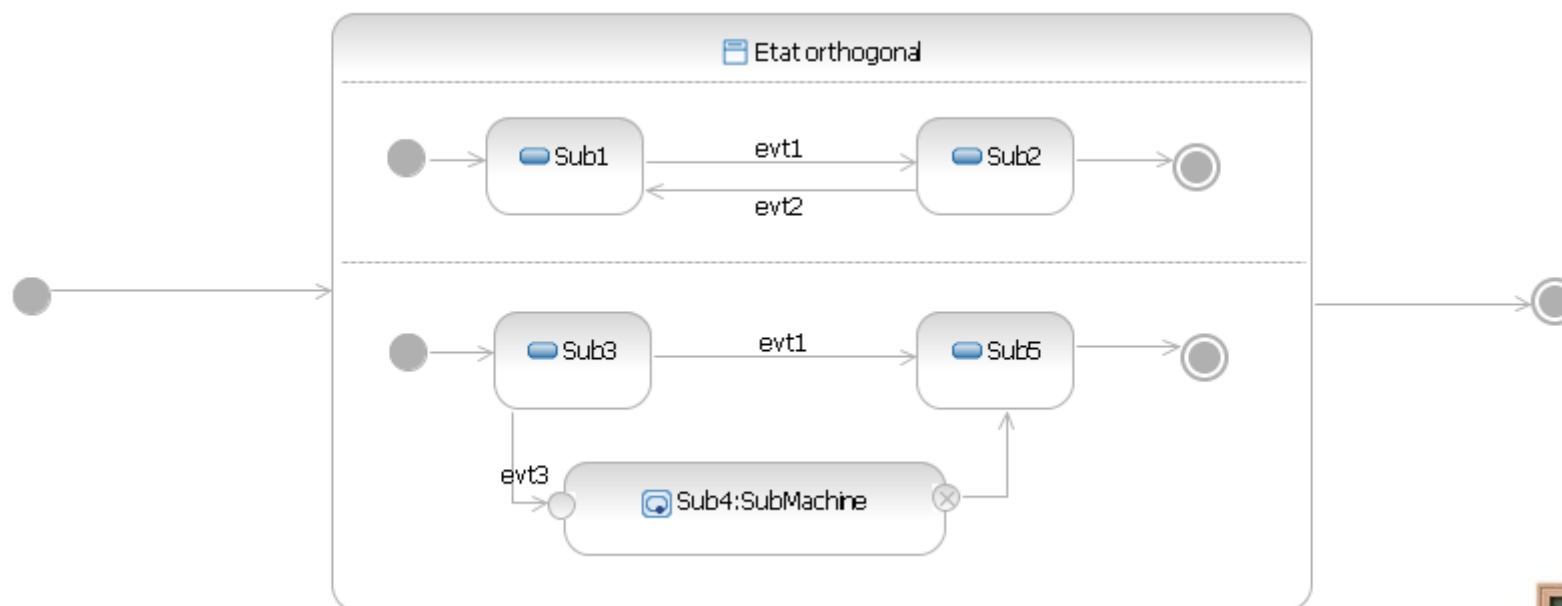 Etat orthogonal
Sub1
evt1
Sub2
evt2
Sub3
evt1
Sub5
evt3
Sub4:SubMachine